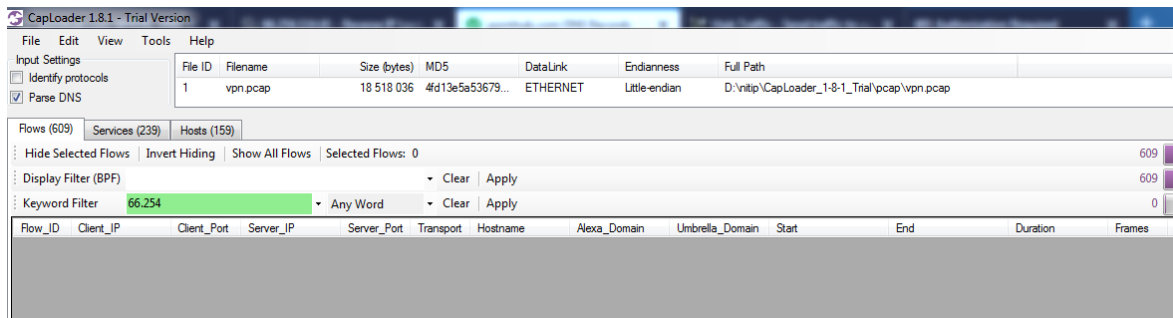 CapLoader 1.8.1 - Trial Version
File Edit View Tools Help
Input Settings
Identify protocols
Parse DNS
File ID Filename Size (bytes) MD5 DataLink Endianness Full Path
1 vpn.pcap 18 518 036 4fd13e5a53679... ETHERNET Little-endian D:\nitip\CapLoader_1-8-1_Trial\pcap\vpn.pcap
Flows (609) Services (239) Hosts (159)
Hide Selected Flows Invert Hiding Show All Flows Selected Flows: 0 609
Display Filter (BPF) Clear Apply 609
Keyword Filter 66.254 Any Word Clear Apply 0
Flow_ID Client_IP Client_Port Server_IP Server_Port Transport Hostname Alexa_Domain Umbrella_Domain Start End Duration Frames